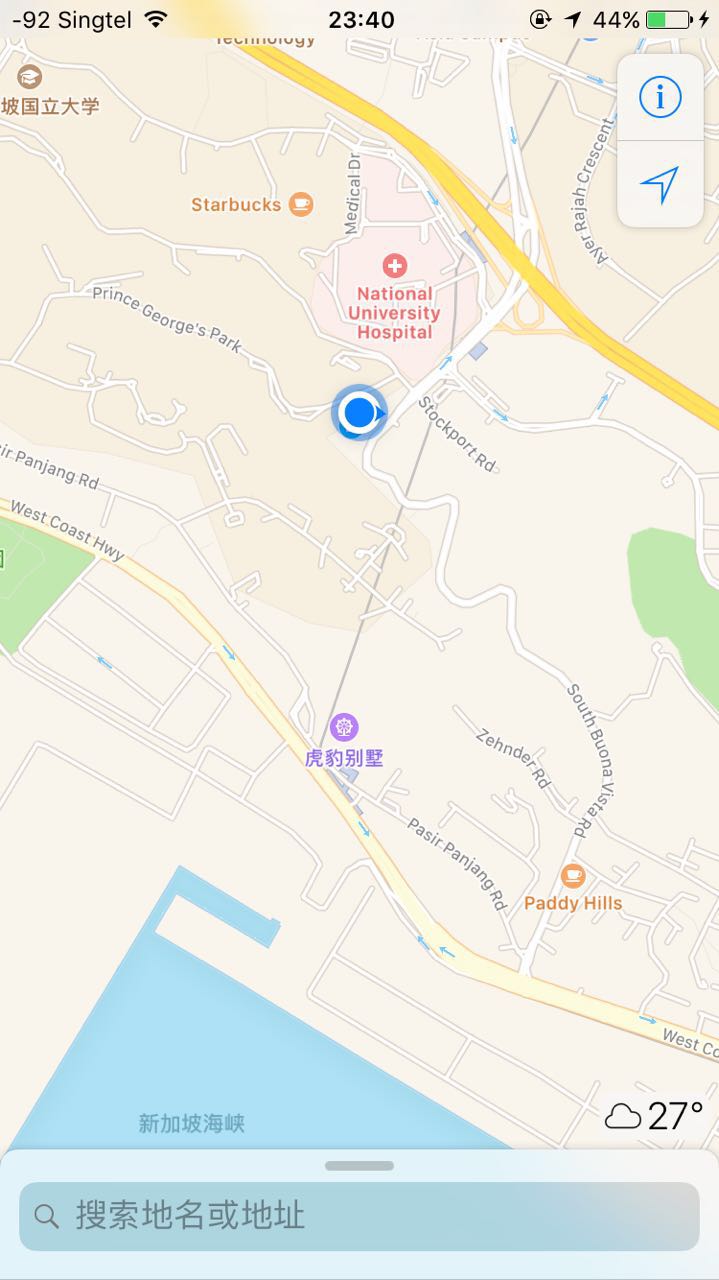 -92 Singtel
23:40
44%
Technology
坡国立大学
Starbucks
Medical Dr
Ayer Rajah Crescent
National
University
Hospital
Prince George's Park
Stockport Rd
ir Panjang Rd
West Coast Hwy
虎豹别墅
Zehnder Rd
South Buona Vista Rd
Pasir Panjang Rd
Paddy Hills
West Co
新加坡海峡
27°
搜索地名或地址